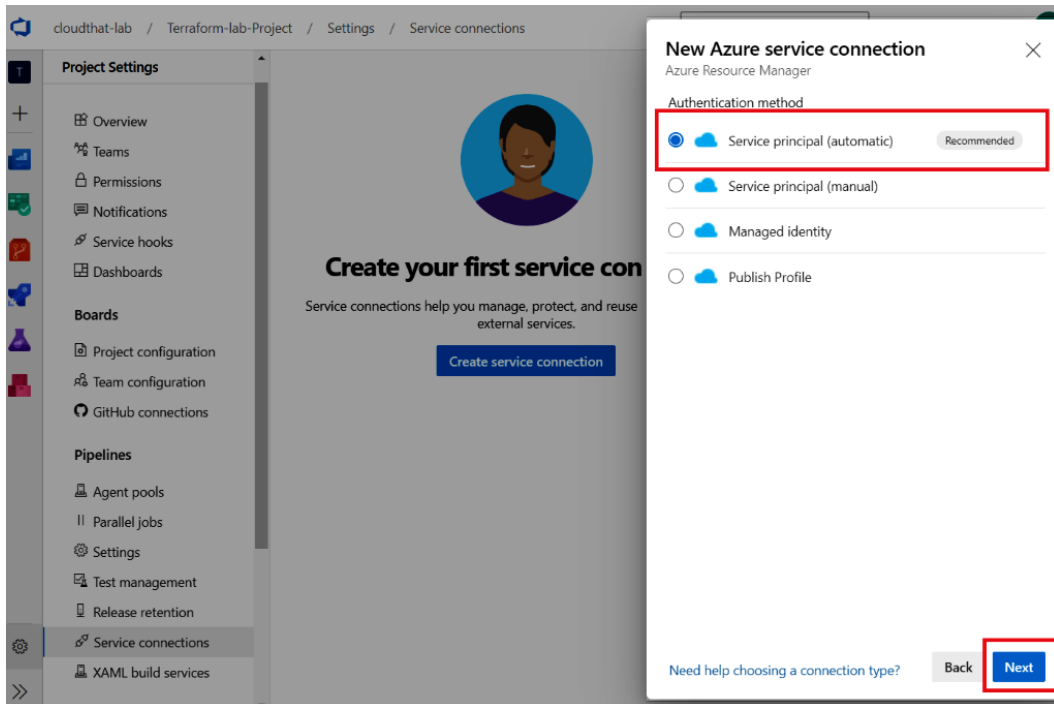 cloudthat-lab / Terraform-lab-Project / Settings / Service connections
T
Project Settings
Overview
Teams
Permissions
Notifications
Service hooks
Dashboards
Boards
Project configuration
Team configuration
GitHub connections
Pipelines
Agent pools
Parallel jobs
Settings
Test management
Release retention
Service connections
XAML build services
Create your first service con
Service connections help you manage, protect, and reuse
external services.
Create service connection
New Azure service connection
Azure Resource Manager
Authentication method
Service principal (automatic) Recommended
Service principal (manual)
Managed identity
Publish Profile
Need help choosing a connection type? Back Next